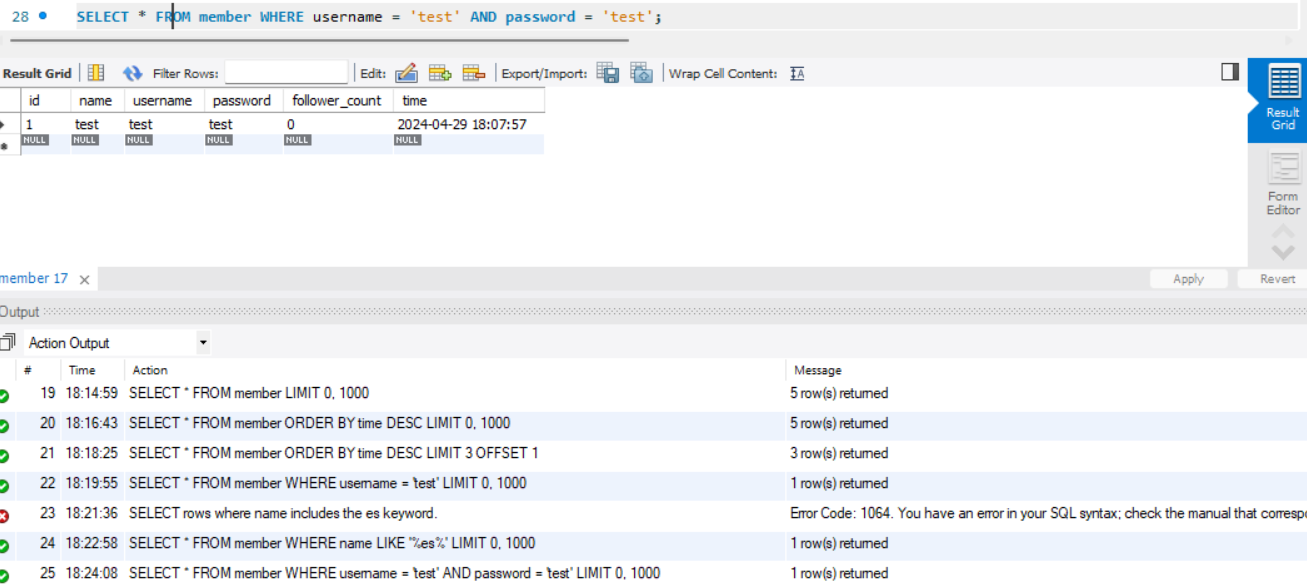 28 SELECT * FROM member WHERE username = 'test' AND password = 'test';
Result Grid Filter Rows: Edit: Export/Import: Wrap Cell Content: IA
id name username password follower_count time
1 test test test 0 2024-04-29 18:07:57
NULL NULL NULL NULL NULL NULL
Result
Grid
Form
Editor
member 17 Apply Revert
Output
Action Output
# Time Action Message
19 18:14:59 SELECT * FROM member LIMIT 0, 1000 5 row(s) returned
20 18:16:43 SELECT * FROM member ORDER BY time DESC LIMIT 0, 1000 5 row(s) returned
21 18:18:25 SELECT * FROM member ORDER BY time DESC LIMIT 3 OFFSET 1 3 row(s) returned
22 18:19:55 SELECT * FROM member WHERE username = 'test' LIMIT 0, 1000 1 row(s) returned
23 18:21:36 SELECT rows where name includes the es keyword. Error Code: 1064. You have an error in your SQL syntax; check the manual that correspo
24 18:22:58 SELECT * FROM member WHERE name LIKE '%es%' LIMIT 0, 1000 1 row(s) returned
25 18:24:08 SELECT * FROM member WHERE username = 'test' AND password = 'test' LIMIT 0, 1000 1 row(s) returned